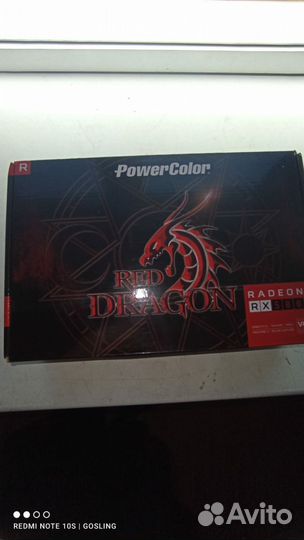 R
PowerColor
RED
DRAGON
RADEON
RX
REDMI NOTE 10S | GOSLING
Avito